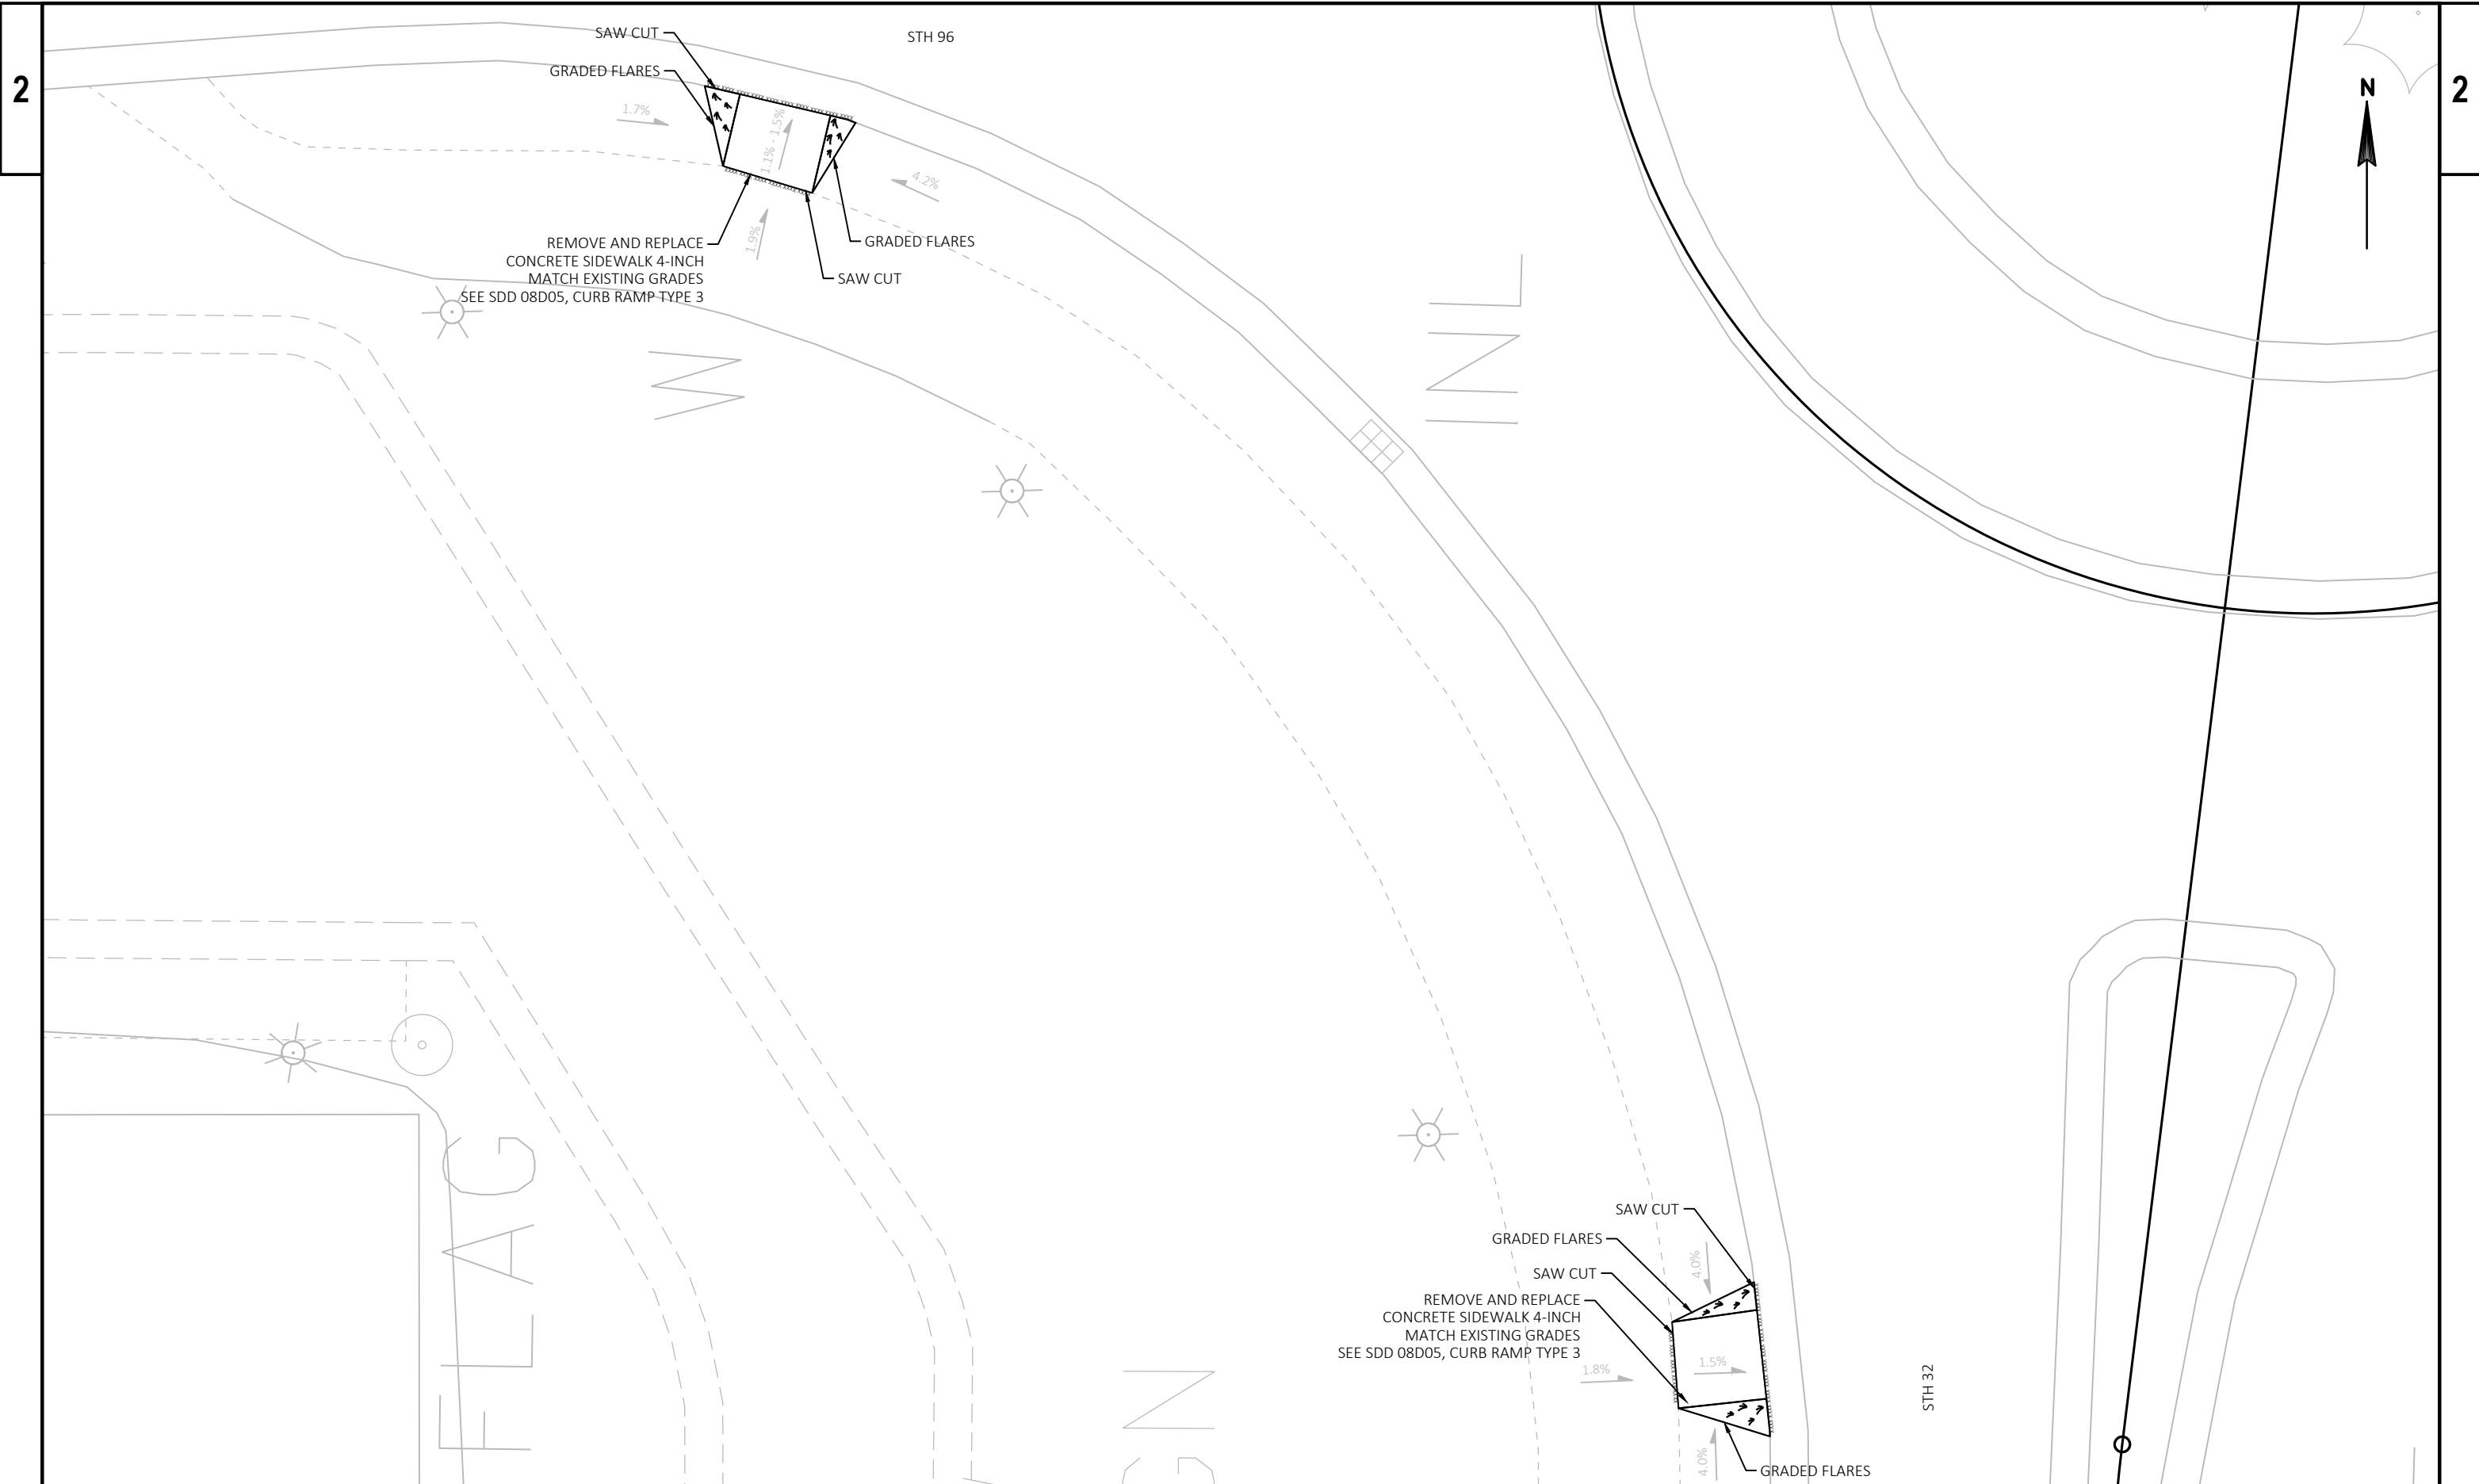 2
SAW CUT
GRADED FLARES
STH 96
2
N
1.7%
1.1% - 1.5%
4.2%
1.9%
REMOVE AND REPLACE
CONCRETE SIDEWALK 4-INCH
MATCH EXISTING GRADES
SEE SDD 08D05, CURB RAMP TYPE 3
GRADED FLARES
SAW CUT
W
FLAG
SAW CUT
GRADED FLARES
4.0%
SAW CUT
REMOVE AND REPLACE
CONCRETE SIDEWALK 4-INCH
MATCH EXISTING GRADES
SEE SDD 08D05, CURB RAMP TYPE 3
1.8%
1.5%
STH 32
4.0%
GRADED FLARES